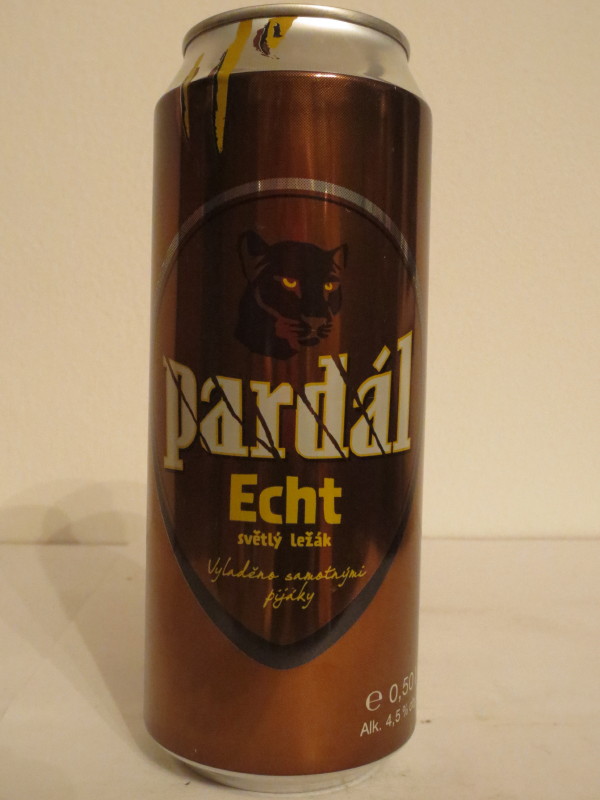 pardál
Echt
světlý ležák
Vyladěno samotnými
pijáky
e 0,50
Alk. 4,5 %